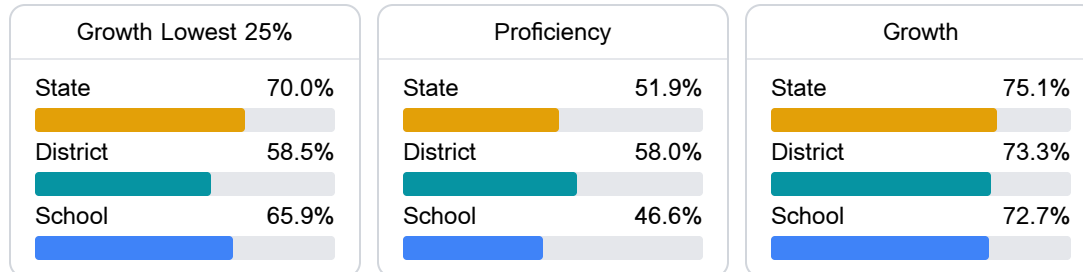 Growth Lowest 25%
State 70.0%
District 58.5%
School 65.9%
Proficiency
State 51.9%
District 58.0%
School 46.6%
Growth
State 75.1%
District 73.3%
School 72.7%